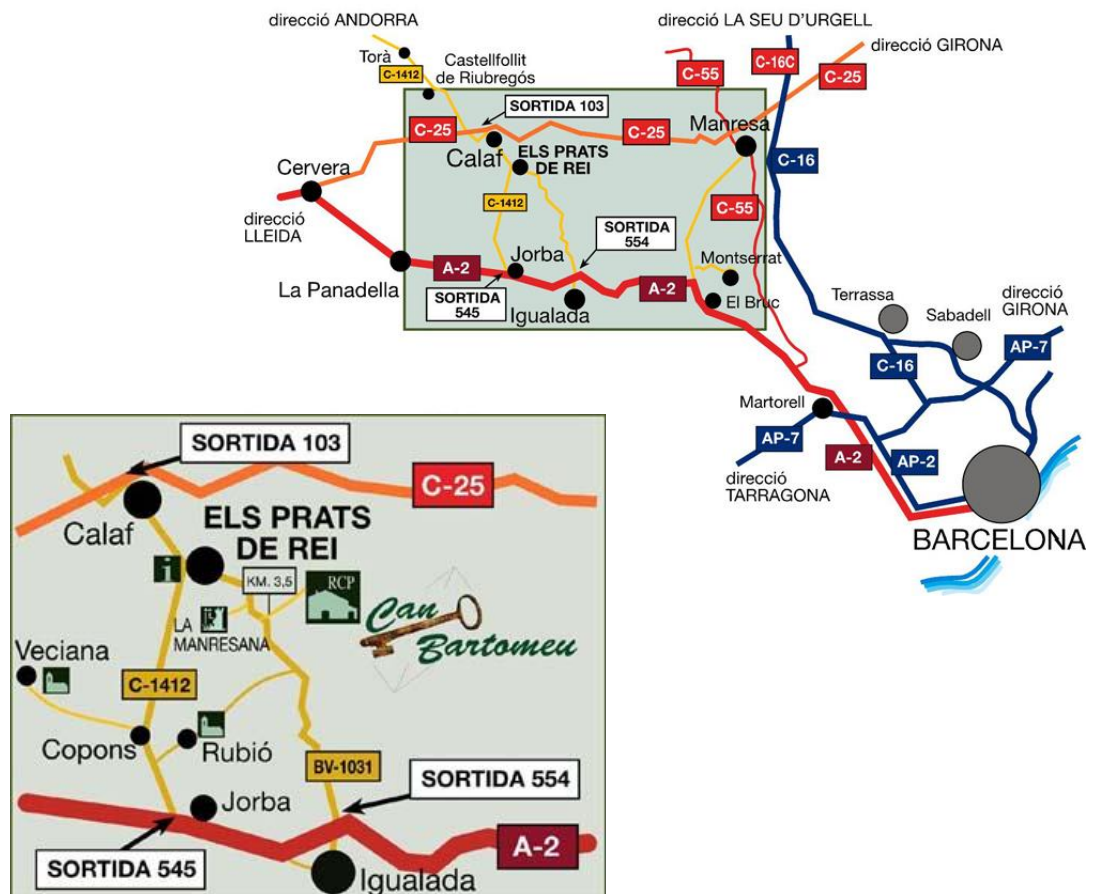 direcció ANDORRA
direcció LA SEU D'URGELL
direcció GIRONA
Torà
C-1412
Castellfollit
de Riubregós
C-55
C-16C
C-25
SORTIDA 103
C-25
C-25
Manresa
Calaf
ELS PRATS
DE REI
Cervera
C-16
C-1412
C-55
direcció
LLEIDA
SORTIDA
554
Jorba
Montserrat
A-2
A-2
La Panadella
SORTIDA
545
Igualada
El Bruc
Terrassa
direcció
GIRONA
Sabadell
AP-7
C-16
Martorell
AP-7
A-2
AP-2
direcció
TARRAGONA
BARCELONA
SORTIDA 103
C-25
Calaf
ELS PRATS
DE REI
i
KM. 3,5
RCP
LA
MANRESANA
Can
Bartomeu
Veciana
C-1412
Copons
Rubió
BV-1031
SORTIDA 554
Jorba
SORTIDA 545
A-2
Igualada